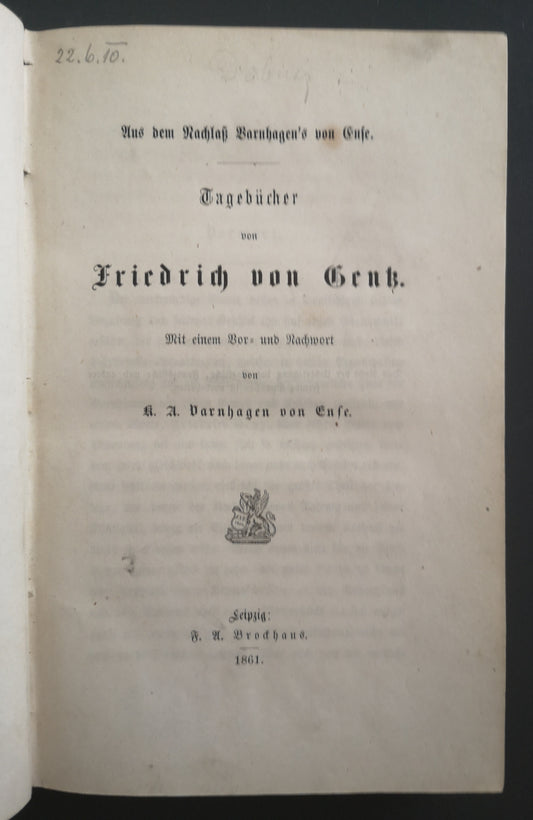 22.6.10.
Aus dem Nachlaß Varnhagen's von Ense.
Tagebücher
von
Friedrich von Gentz.
Mit einem Vor- und Nachwort
von
K. A. Varnhagen von Ense.
Leipzig:
F. A. Brockhaus.
1861.